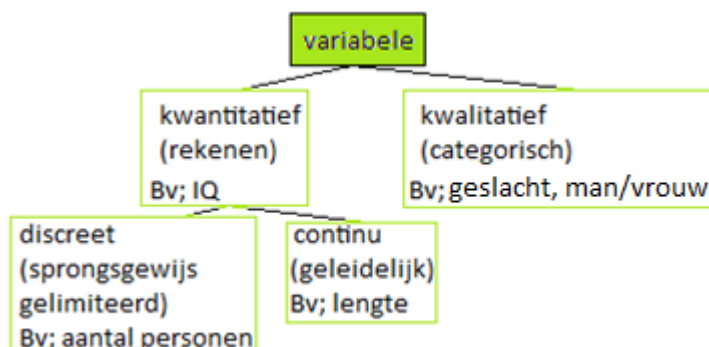 variabele
kwantitatief
(rekenen)
Bv; IQ
kwalitatief
(categorisch)
Bv; geslacht, man/vrouw
discreet
(sprongsgewijs
gelimiteerd)
Bv; aantal personen
continu
(geleidelijk)
Bv; lengte